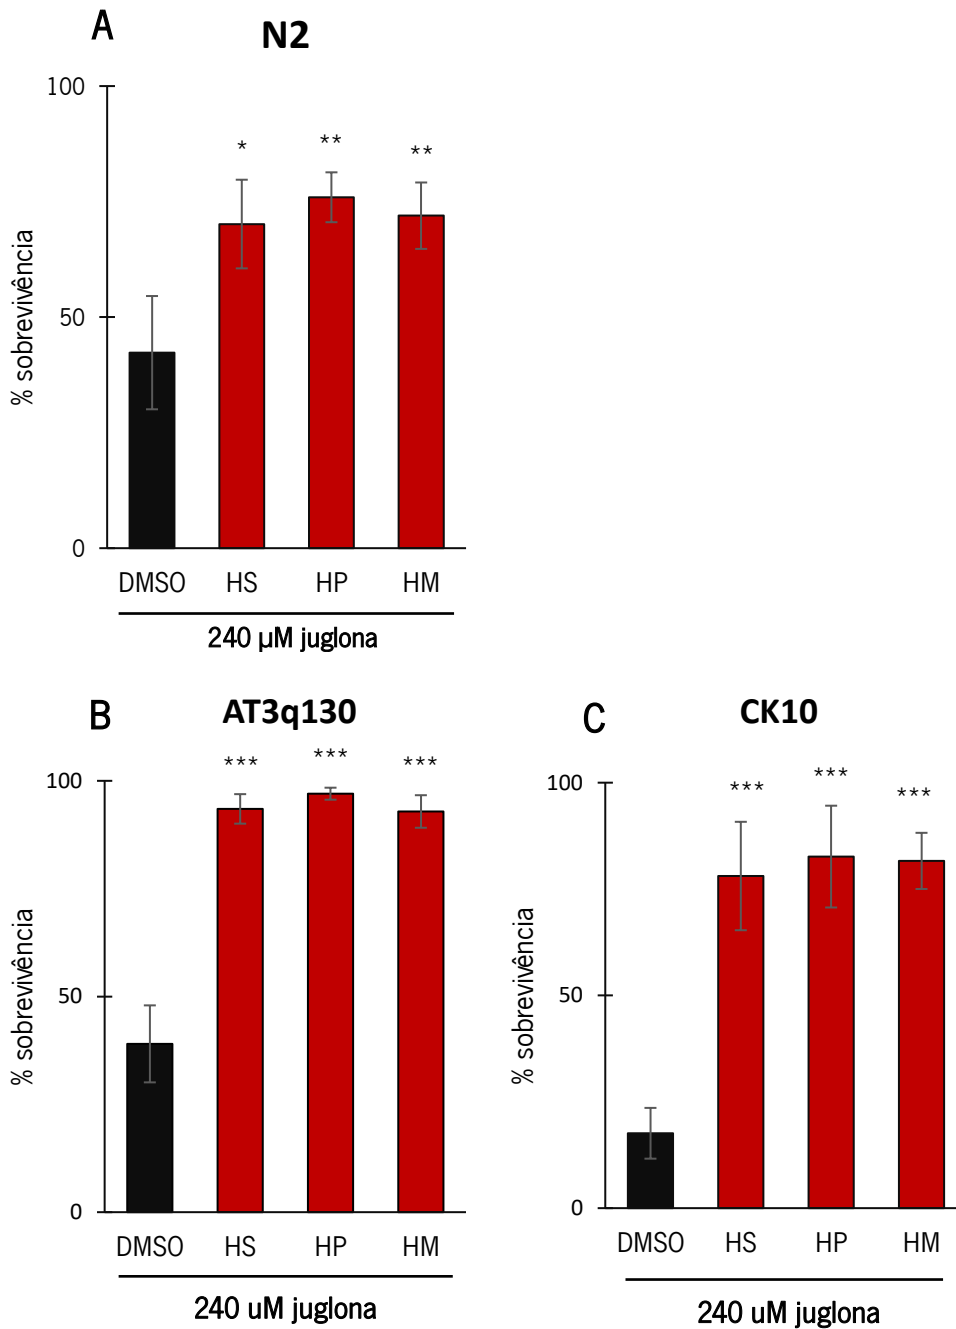 A
N2
100
50
0
% sobrevivência
*
**
**
DMSO HS HP HM
240 µM juglona
B
AT3q130
100
50
0
% sobrevivência
***
***
***
DMSO HS HP HM
240 uM juglona
C
CK10
100
50
0
% sobrevivência
***
***
***
DMSO HS HP HM
240 uM juglona